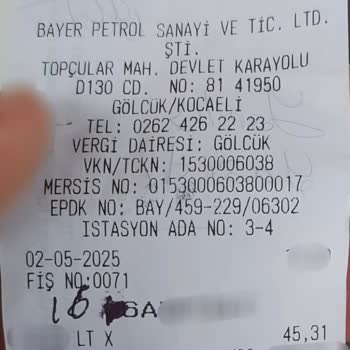 BAYER PETROL SANAYİ VE TİC. LTD.
ŞTİ.
TOPÇULAR MAH. DEVLET KARAYOLU
D130 CD. NO: 81 41950
GÖLCÜK/KOCAELİ
TEL: 0262 426 22 23
VERGİ DAİRESİ: GÖLCÜK
VKN/TCKN: 1530006038
MERSİS NO: 0153000603800017
EPDK NO: BAY/459-229/06302
İSTASYON ADA NO: 3-4
02-05-2025
FİŞ NO:0071
16
LT X 45,31